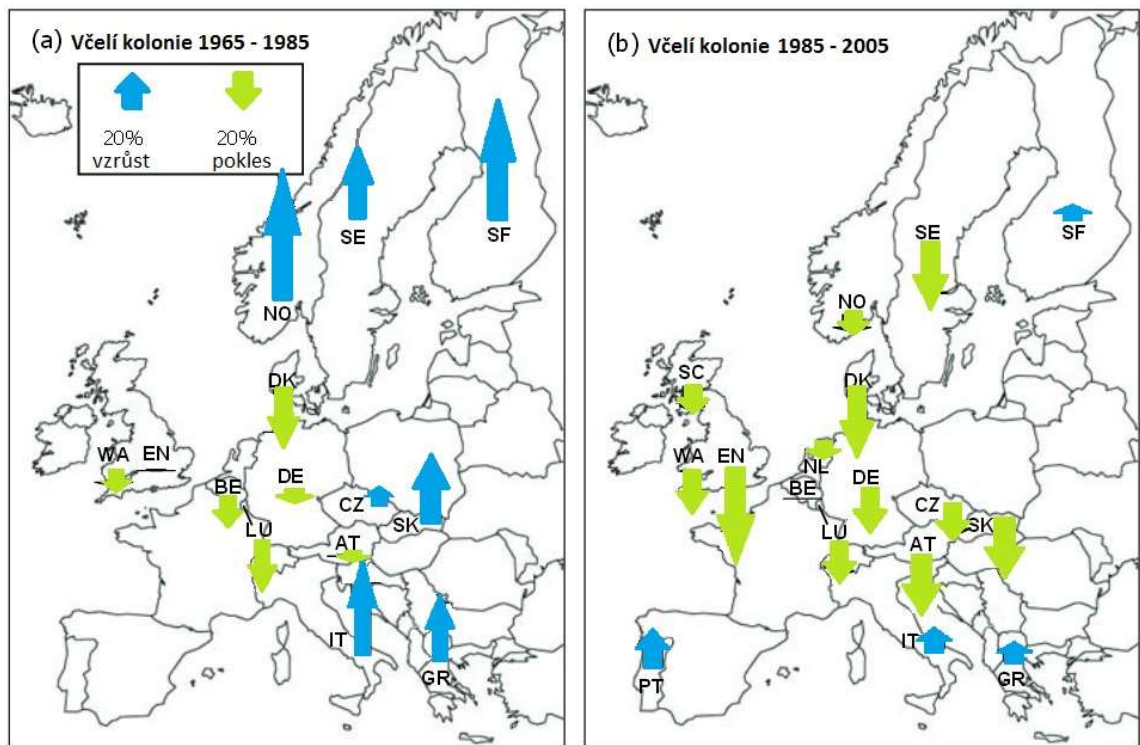 (a) Včelí kolonie 1965 - 1985
20% vzrůst
20% pokles
NO
SE
SF
DK
WA
EN
BE
DE
LU
CZ
SK
AT
IT
GR
(b) Včelí kolonie 1985 - 2005
SF
SE
NO
SC
DK
WA
EN
NL
BE
DE
LU
CZ
SK
AT
IT
GR
PT